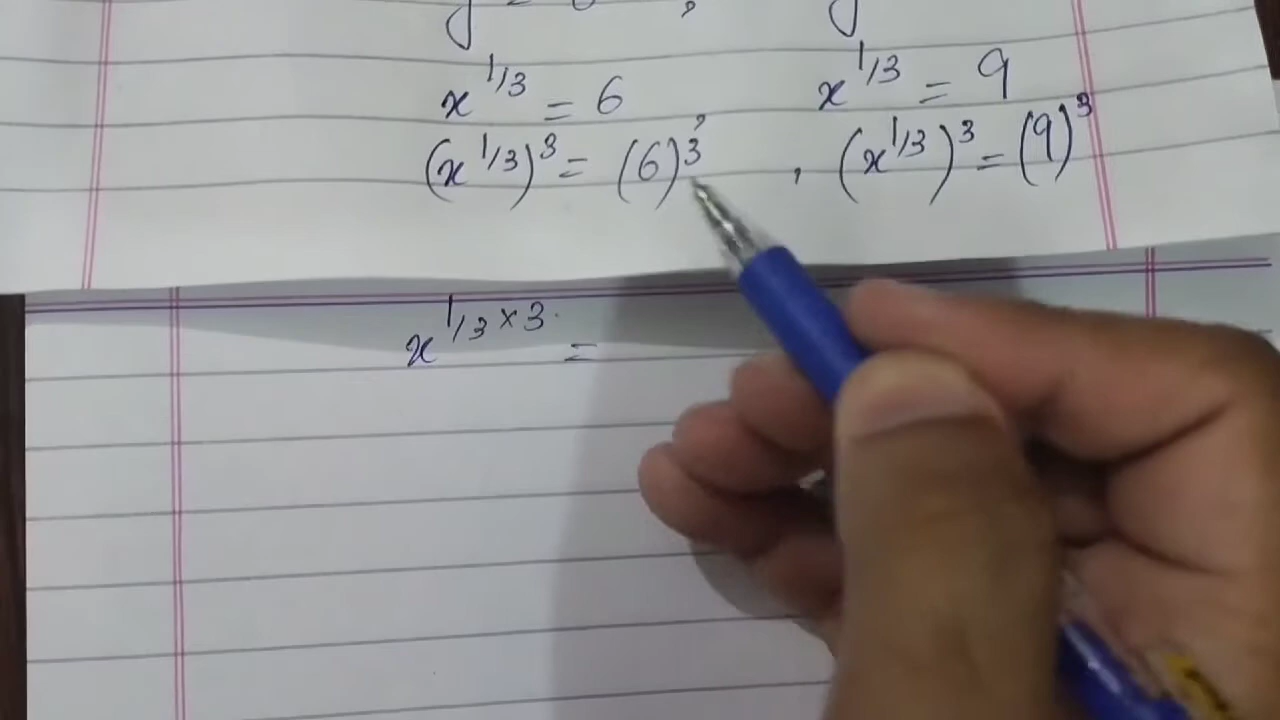 x^1/3 = 6 , x^1/3 = 9
(x^1/3)^3 = (6)^3 , (x^1/3)^3 = (9)^3
x^1/3 × 3 =